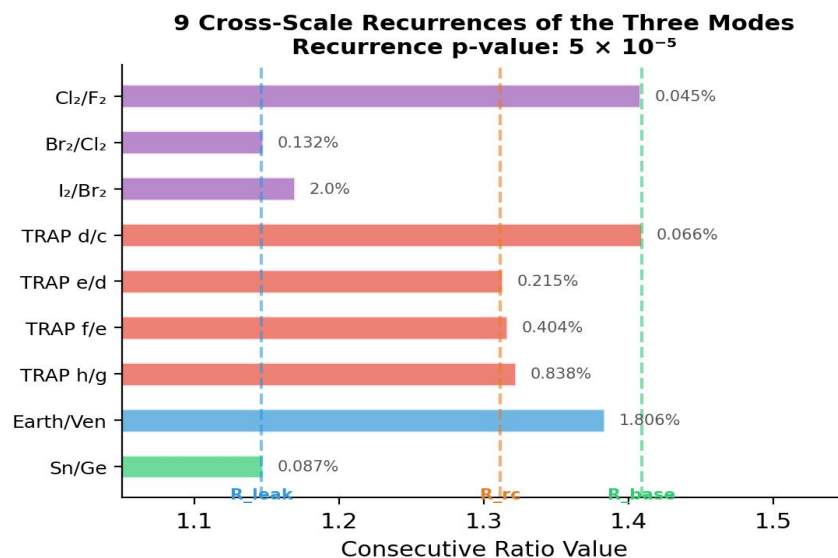 9 Cross-Scale Recurrences of the Three Modes
Recurrence p-value: 5 × 10⁻⁵
Cl₂/F₂
0.045%
Br₂/Cl₂
0.132%
I₂/Br₂
2.0%
TRAP d/c
0.066%
TRAP e/d
0.215%
TRAP f/e
0.404%
TRAP h/g
0.838%
Earth/Ven
1.806%
Sn/Ge
0.087%
R_leak
R_rc
R_base
1.1
1.2
1.3
1.4
1.5
Consecutive Ratio Value